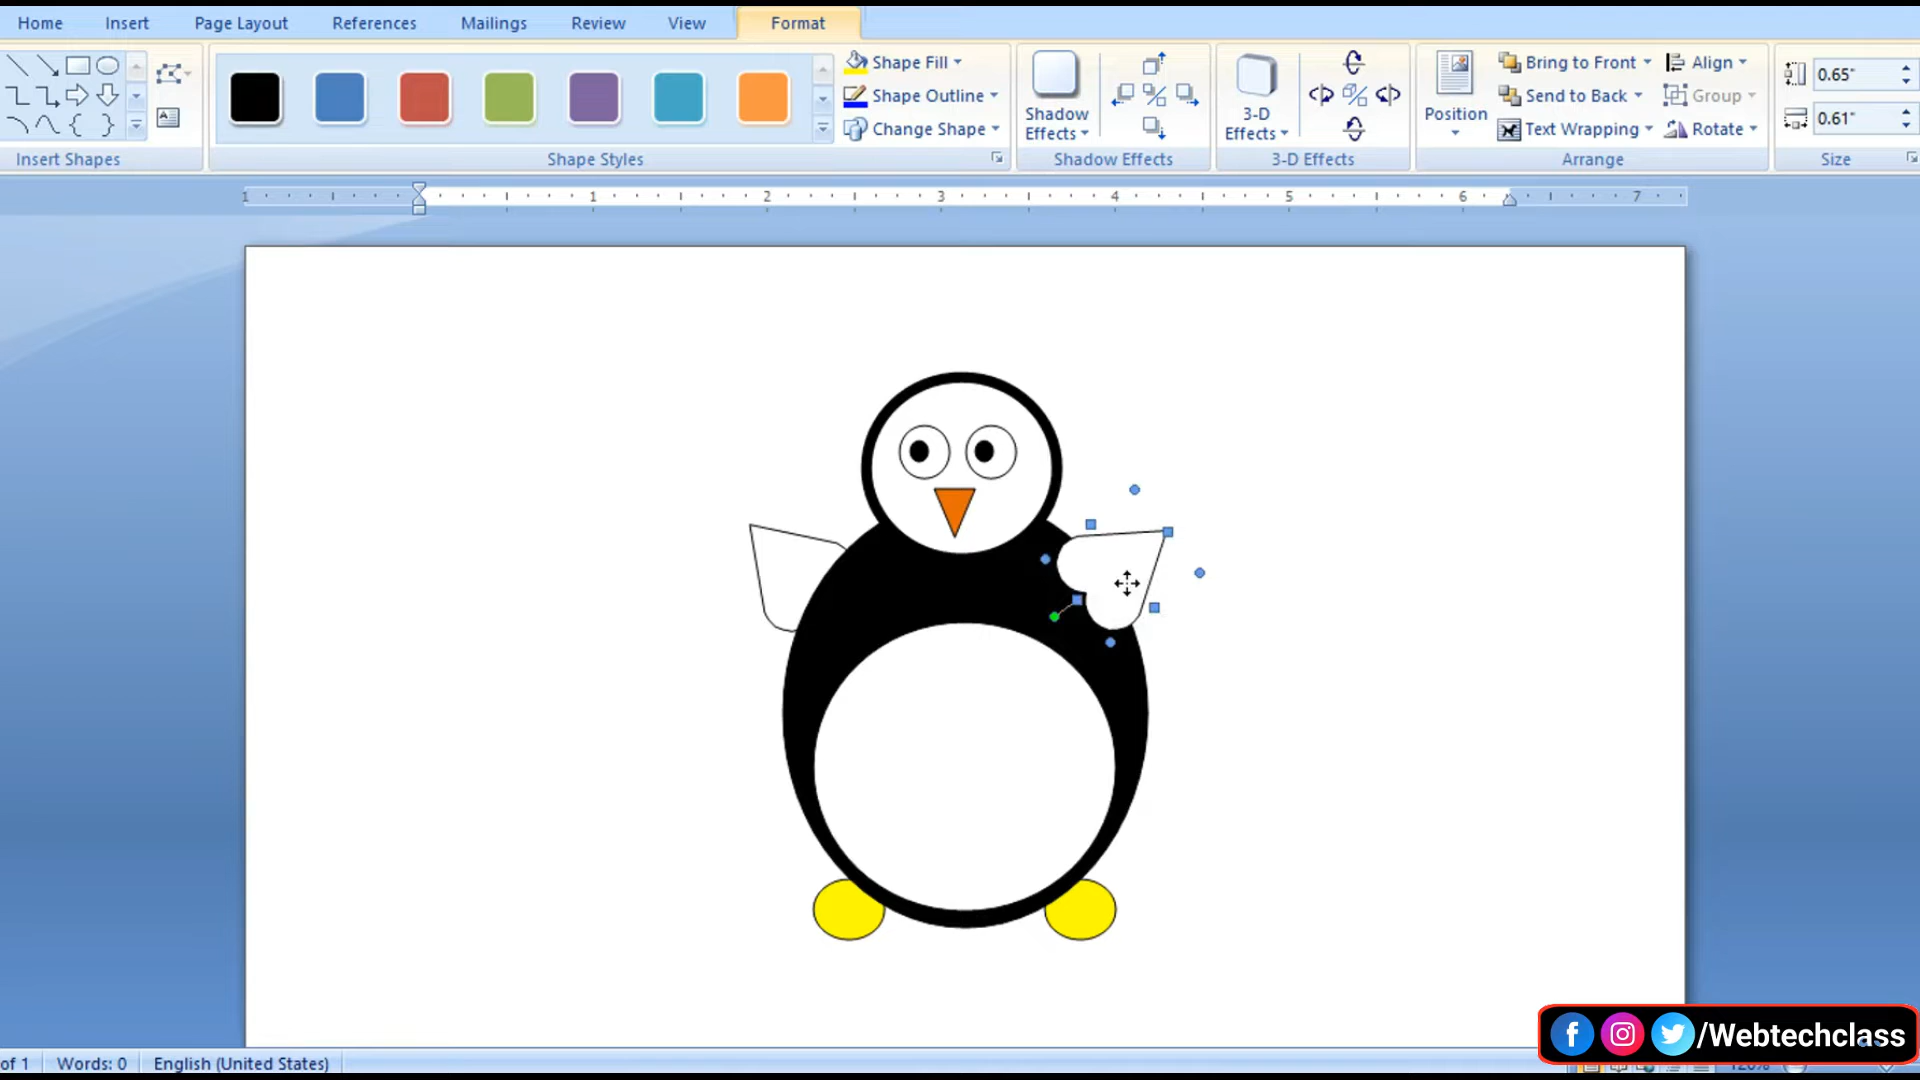 Home Insert Page Layout References Mailings Review View Format
Shape Fill
Shape Outline
Change Shape
Shadow
Effects
3-D
Effects
Position
Bring to Front
Send to Back
Text Wrapping
Align
Group
Rotate
0.65"
0.61"
Insert Shapes Shape Styles Shadow Effects 3-D Effects Arrange Size
1 1 2 3 4 5 6 7
/Webtechclass
of 1 Words: 0 English (United States)